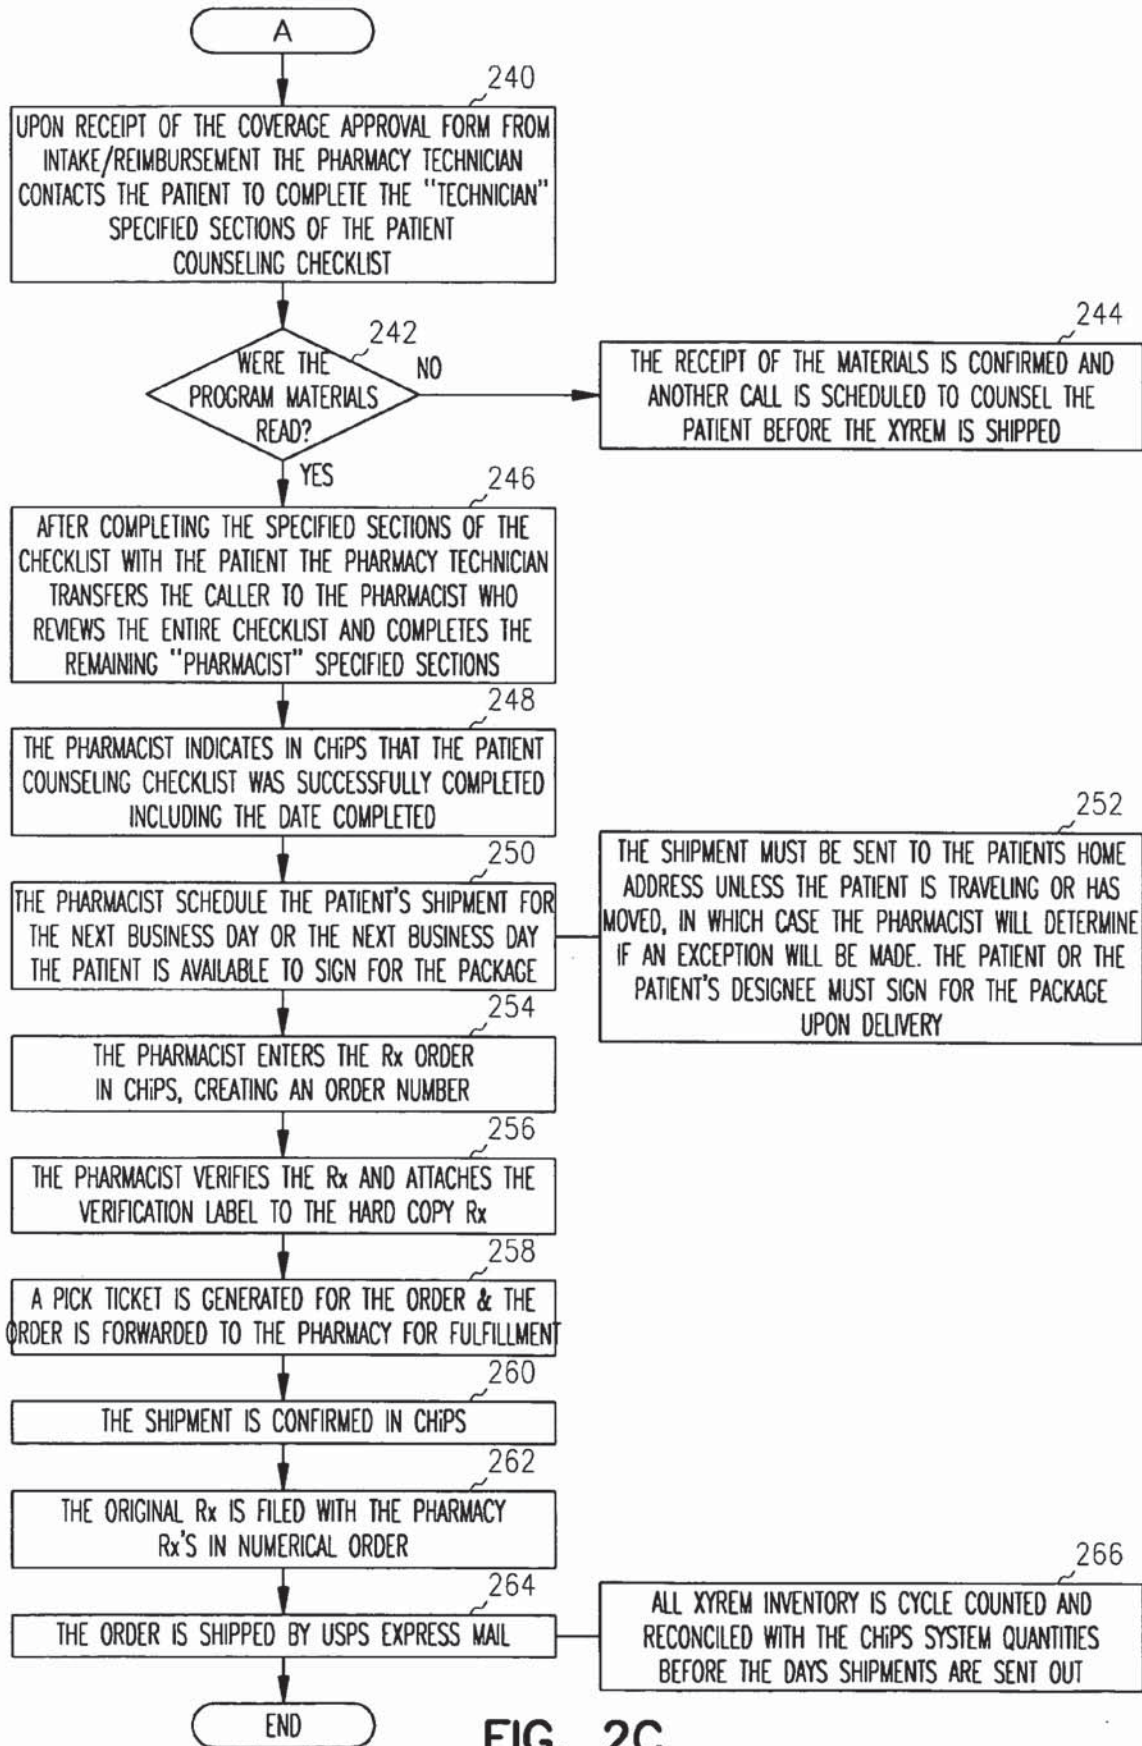 A
240
UPON RECEIPT OF THE COVERAGE APPROVAL FORM FROM
INTAKE/REIMBURSEMENT THE PHARMACY TECHNICIAN
CONTACTS THE PATIENT TO COMPLETE THE "TECHNICIAN"
SPECIFIED SECTIONS OF THE PATIENT
COUNSELING CHECKLIST
242
WERE THE
PROGRAM MATERIALS
READ?
NO
YES
244
THE RECEIPT OF THE MATERIALS IS CONFIRMED AND
ANOTHER CALL IS SCHEDULED TO COUNSEL THE
PATIENT BEFORE THE XYREM IS SHIPPED
246
AFTER COMPLETING THE SPECIFIED SECTIONS OF THE
CHECKLIST WITH THE PATIENT THE PHARMACY TECHNICIAN
TRANSFERS THE CALLER TO THE PHARMACIST WHO
REVIEWS THE ENTIRE CHECKLIST AND COMPLETES THE
REMAINING "PHARMACIST" SPECIFIED SECTIONS
248
THE PHARMACIST INDICATES IN CHiPS THAT THE PATIENT
COUNSELING CHECKLIST WAS SUCCESSFULLY COMPLETED
INCLUDING THE DATE COMPLETED
250
THE PHARMACIST SCHEDULE THE PATIENT'S SHIPMENT FOR
THE NEXT BUSINESS DAY OR THE NEXT BUSINESS DAY
THE PATIENT IS AVAILABLE TO SIGN FOR THE PACKAGE
252
THE SHIPMENT MUST BE SENT TO THE PATIENTS HOME
ADDRESS UNLESS THE PATIENT IS TRAVELING OR HAS
MOVED, IN WHICH CASE THE PHARMACIST WILL DETERMINE
IF AN EXCEPTION WILL BE MADE. THE PATIENT OR THE
PATIENT'S DESIGNEE MUST SIGN FOR THE PACKAGE
UPON DELIVERY
254
THE PHARMACIST ENTERS THE Rx ORDER
IN CHiPS, CREATING AN ORDER NUMBER
256
THE PHARMACIST VERIFIES THE Rx AND ATTACHES THE
VERIFICATION LABEL TO THE HARD COPY Rx
258
A PICK TICKET IS GENERATED FOR THE ORDER & THE
ORDER IS FORWARDED TO THE PHARMACY FOR FULFILLMENT
260
THE SHIPMENT IS CONFIRMED IN CHiPS
262
THE ORIGINAL Rx IS FILED WITH THE PHARMACY
Rx'S IN NUMERICAL ORDER
264
THE ORDER IS SHIPPED BY USPS EXPRESS MAIL
266
ALL XYREM INVENTORY IS CYCLE COUNTED AND
RECONCILED WITH THE CHiPS SYSTEM QUANTITIES
BEFORE THE DAYS SHIPMENTS ARE SENT OUT
END
FIG. 2C